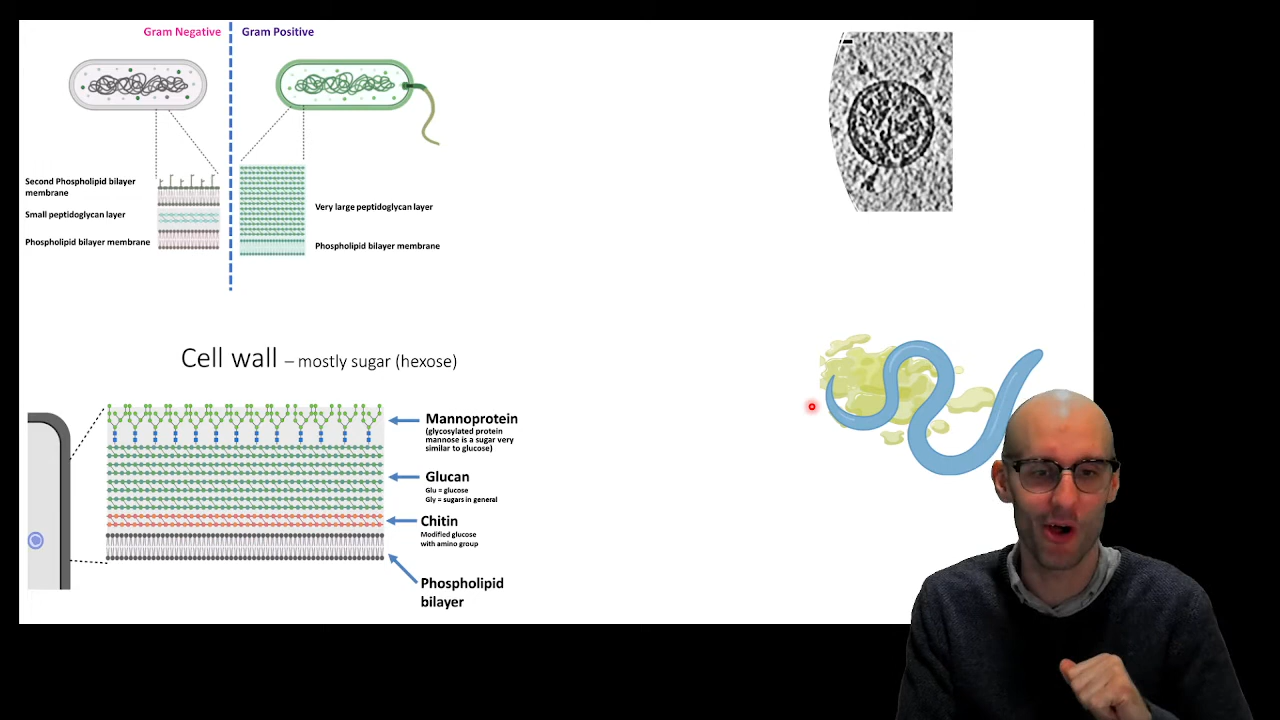 Gram Negative
Gram Positive
Second Phospholipid bilayer
membrane
Small peptidoglycan layer
Phospholipid bilayer membrane
Very large peptidoglycan layer
Phospholipid bilayer membrane
Cell wall – mostly sugar (hexose)
Mannoprotein
(glycosylated protein
mannose is a sugar very
similar to glucose)
Glucan
Glu = glucose
Gly = sugars in general
Chitin
Modified glucose
with amino group
Phospholipid
bilayer